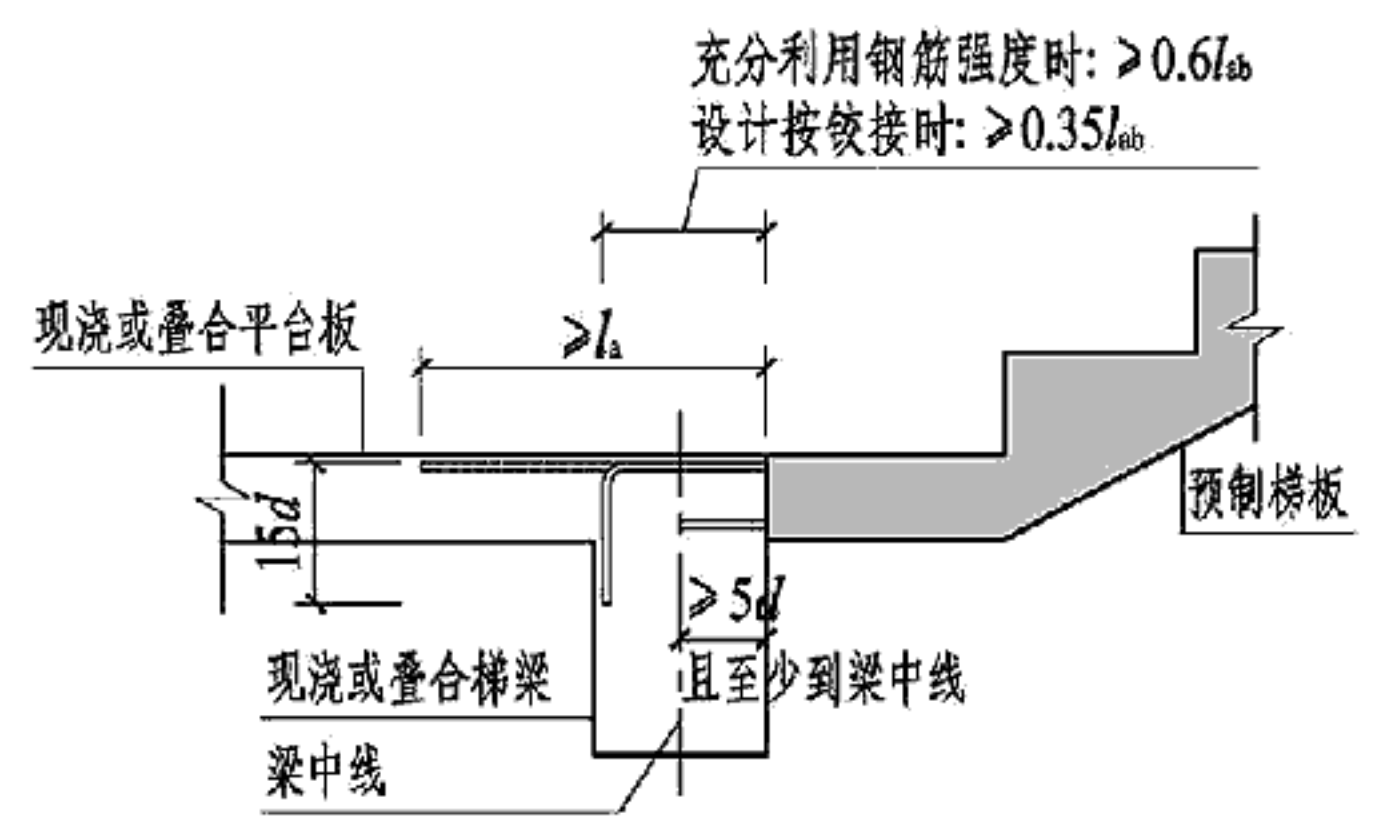 充分利用钢筋强度时: ⩾0.6lab
设计按铰接时: ⩾0.35lab
现浇或叠合平台板
⩾la
15d
预制梯板
⩾5d
现浇或叠合梯梁
且至少到梁中线
梁中线